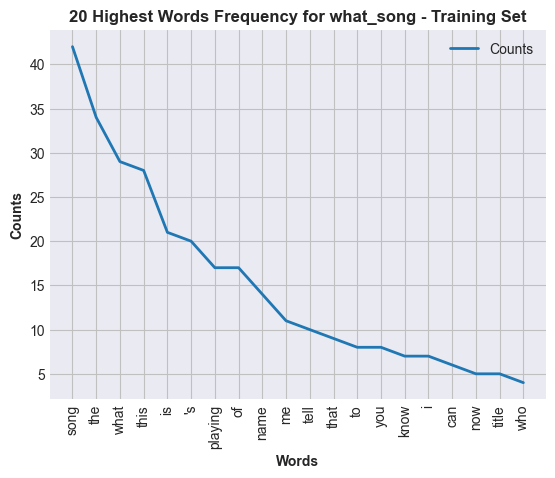 20 Highest Words Frequency for what_song - Training Set
Counts
Counts
40
35
30
25
20
15
10
5
song
the
what
this
is
's
playing
of
name
me
tell
that
to
you
know
i
can
now
title
who
Words